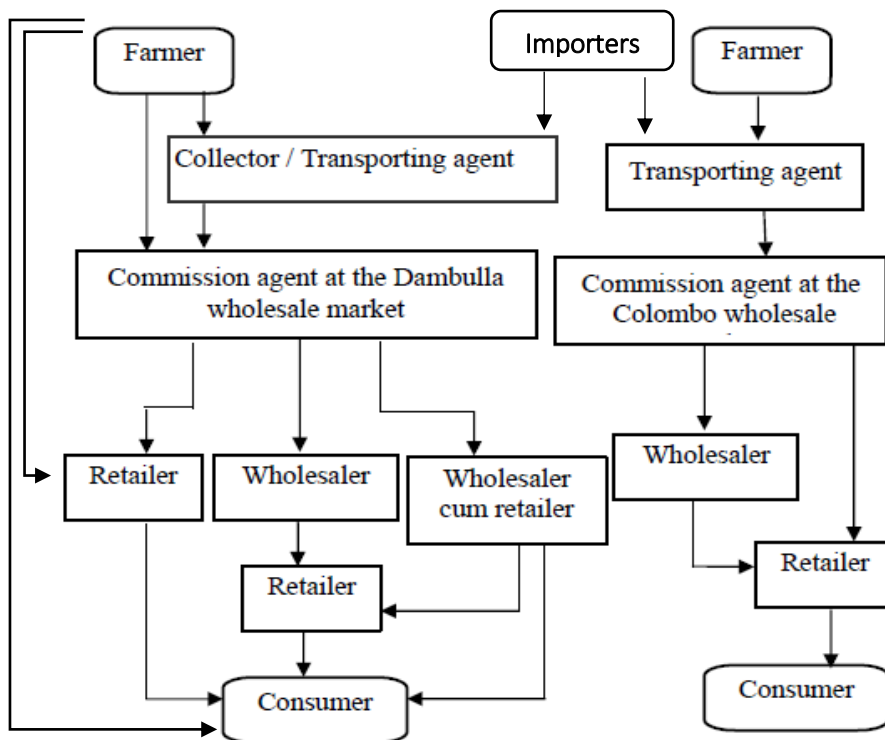 Farmer
Importers
Farmer
Collector / Transporting agent
Transporting agent
Commission agent at the Dambulla
wholesale market
Commission agent at the
Colombo wholesale
Retailer
Wholesaler
Wholesaler
cum retailer
Wholesaler
Retailer
Retailer
Consumer
Consumer